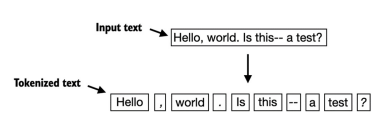 Input text
Hello, world. Is this-- a test?
Tokenized text
Hello , world . Is this -- a test ?